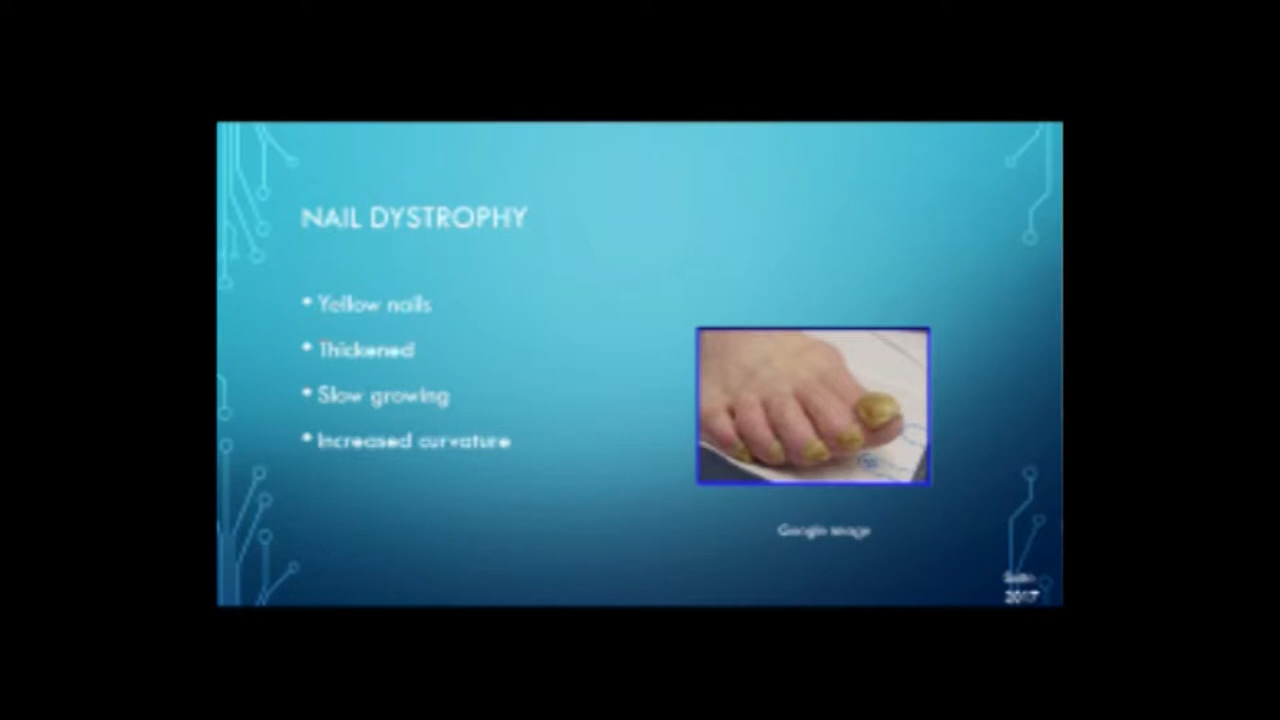 NAIL DYSTROPHY
• Yellow nails
• Thickened
• Slow growing
• Increased curvature
Google image
2017